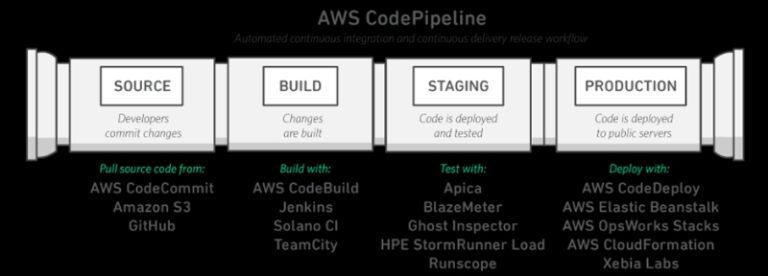 AWS CodePipeline
Automated continuous integration and continuous delivery release workflow
SOURCE
Developers
commit changes
Pull source code from:
AWS CodeCommit
Amazon S3
GitHub
BUILD
Changes
are built
Build with:
AWS CodeBuild
Jenkins
Solano CI
TeamCity
STAGING
Code is deployed
and tested
Test with:
Apica
BlazeMeter
Ghost Inspector
HPE StormRunner Load
Runscope
PRODUCTION
Code is deployed
to public servers
Deploy with:
AWS CodeDeploy
AWS Elastic Beanstalk
AWS OpsWorks Stacks
AWS CloudFormation
Xebia Labs